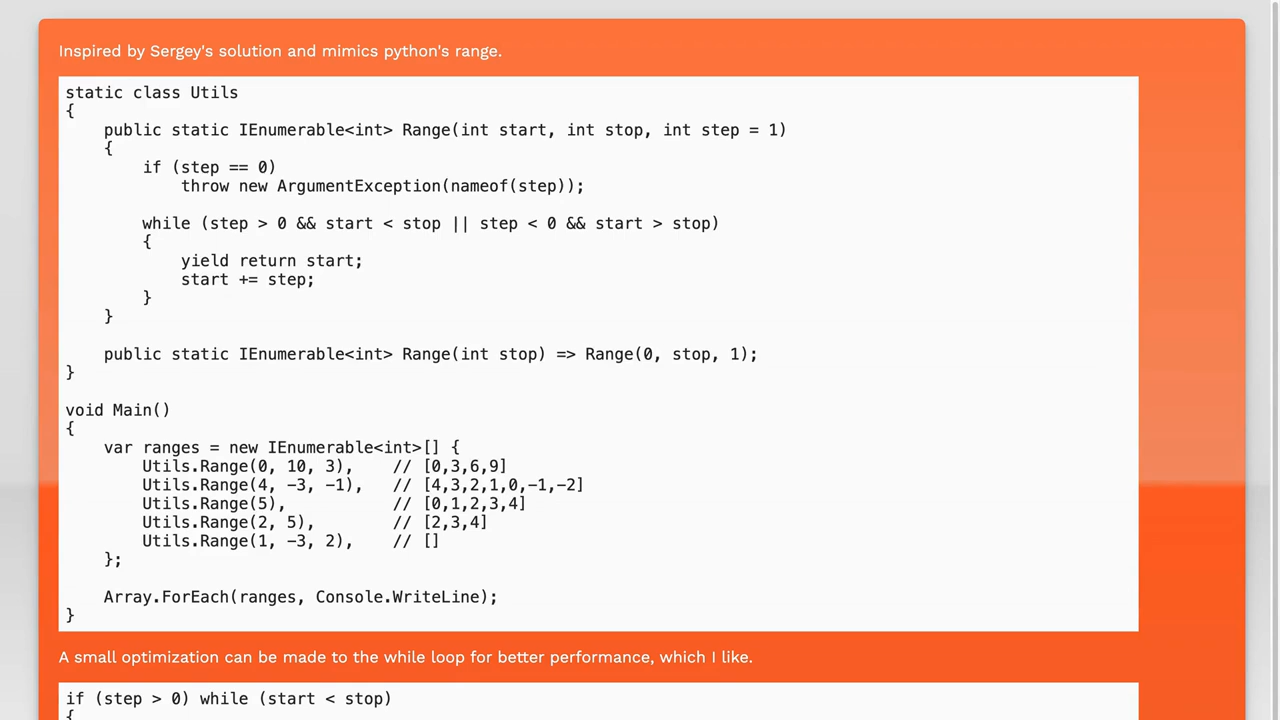 Inspired by Sergey's solution and mimics python's range.
static class Utils
{
    public static IEnumerable<int> Range(int start, int stop, int step = 1)
    {
        if (step == 0)
            throw new ArgumentException(nameof(step));

        while (step > 0 && start < stop || step < 0 && start > stop)
        {
            yield return start;
            start += step;
        }
    }

    public static IEnumerable<int> Range(int stop) => Range(0, stop, 1);
}

void Main()
{
    var ranges = new IEnumerable<int>[] {
        Utils.Range(0, 10, 3),    // [0,3,6,9]
        Utils.Range(4, -3, -1),   // [4,3,2,1,0,-1,-2]
        Utils.Range(5),           // [0,1,2,3,4]
        Utils.Range(2, 5),        // [2,3,4]
        Utils.Range(1, -3, 2),    // []
    };

    Array.ForEach(ranges, Console.WriteLine);
}
A small optimization can be made to the while loop for better performance, which I like.
if (step > 0) while (start < stop)
{